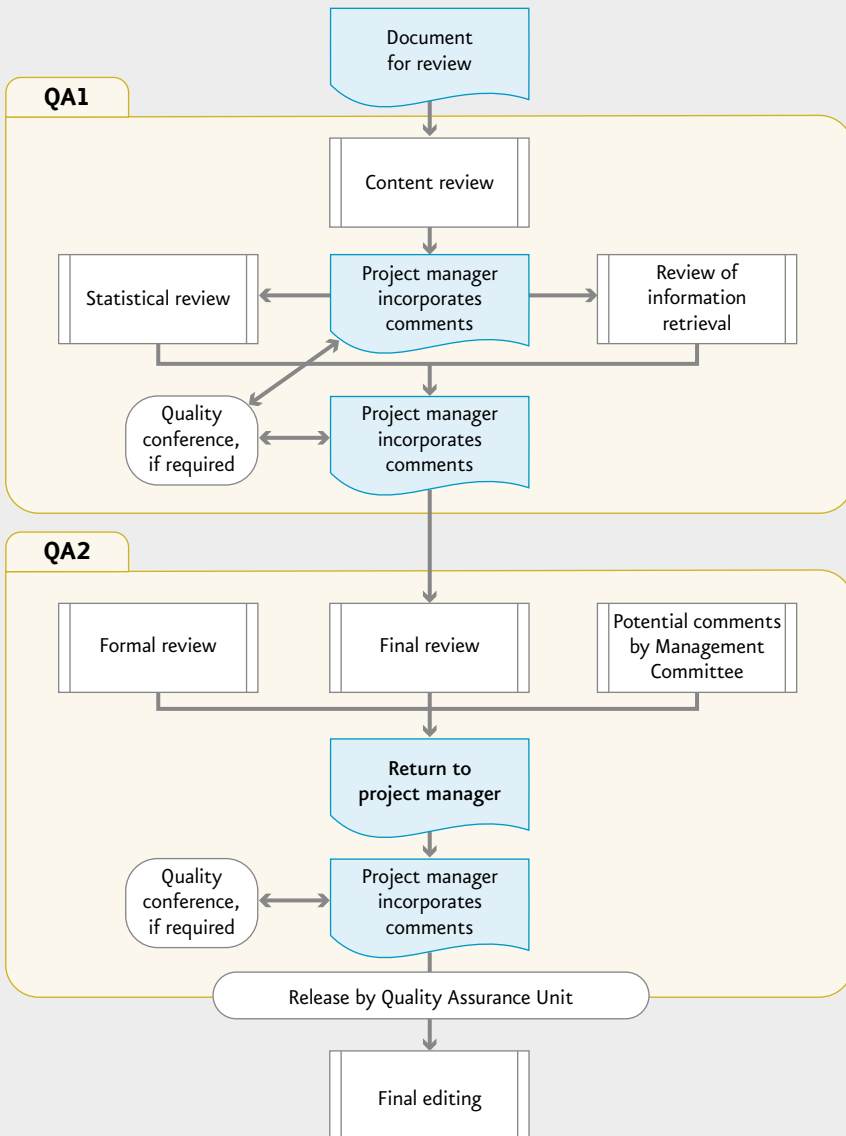 Document
for review
QA1
Content review
Statistical review
Project manager
incorporates
comments
Review of
information
retrieval
Quality
conference,
if required
Project manager
incorporates
comments
QA2
Formal review
Final review
Potential comments
by Management
Committee
Return to
project manager
Quality
conference,
if required
Project manager
incorporates
comments
Release by Quality Assurance Unit
Final editing